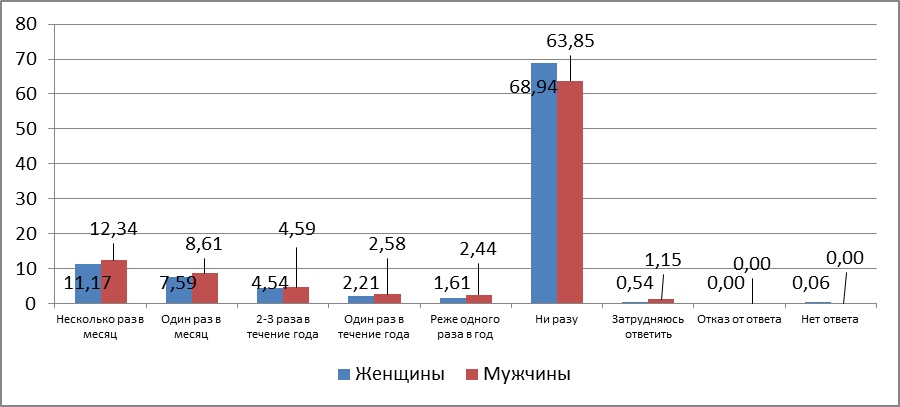 80
70
60
50
40
30
20
10
0
63,85
68,94
12,34
11,17
8,61
7,59
4,59
4,54
2,58
2,21
2,44
1,61
1,15
0,54
0,00
0,00
0,00
0,06
Несколько раз в
месяц
Один раз в
месяц
2-3 раза в
течение года
Один раз в
течение года
Реже одного
раза в год
Ни разу
Затрудняюсь
ответить
Отказ от ответа
Нет ответа
Женщины
Мужчины